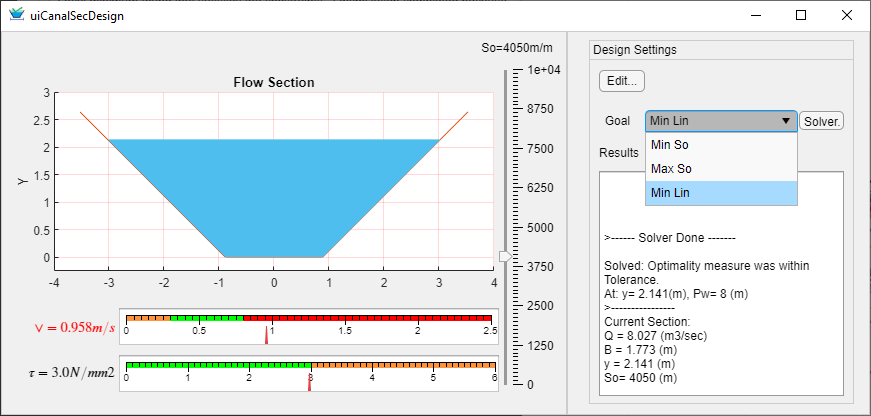 uiCanalSecDesign
So=4050m/m
Design Settings
Flow Section
Edit...
Goal
Min Lin
Solver.
Min So
Max So
Min Lin
Results
3
2.5
2
1.5
1
0.5
0
Y
-4 -3 -2 -1 0 1 2 3 4
1e+04
8750
7500
6250
5000
3750
2500
1250
0
>------ Solver Done -------
Solved: Optimality measure was within
Tolerance.
At: y= 2.141(m), Pw= 8 (m)
>----------------
Current Section:
Q = 8.027 (m3/sec)
B = 1.773 (m)
y = 2.141 (m)
So= 4050 (m)
v = 0.958m/s
0 0.5 1 1.5 2 2.5
τ = 3.0N/mm2
0 1 2 3 4 5 6